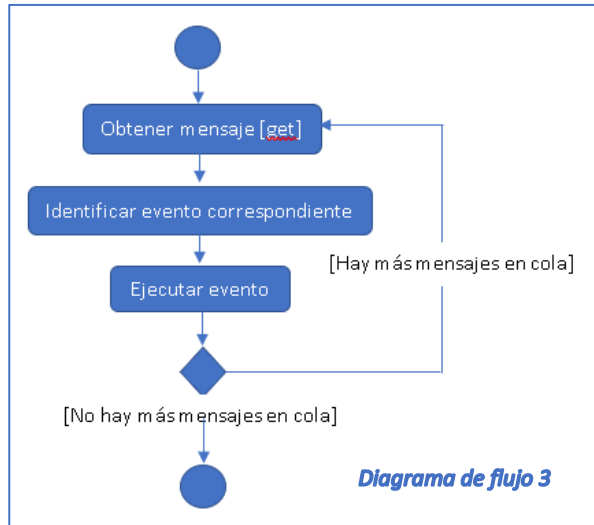 Obtener mensaje [get]
Identificar evento correspondiente
[Hay más mensajes en cola]
Ejecutar evento
[No hay más mensajes en cola]
Diagrama de flujo 3